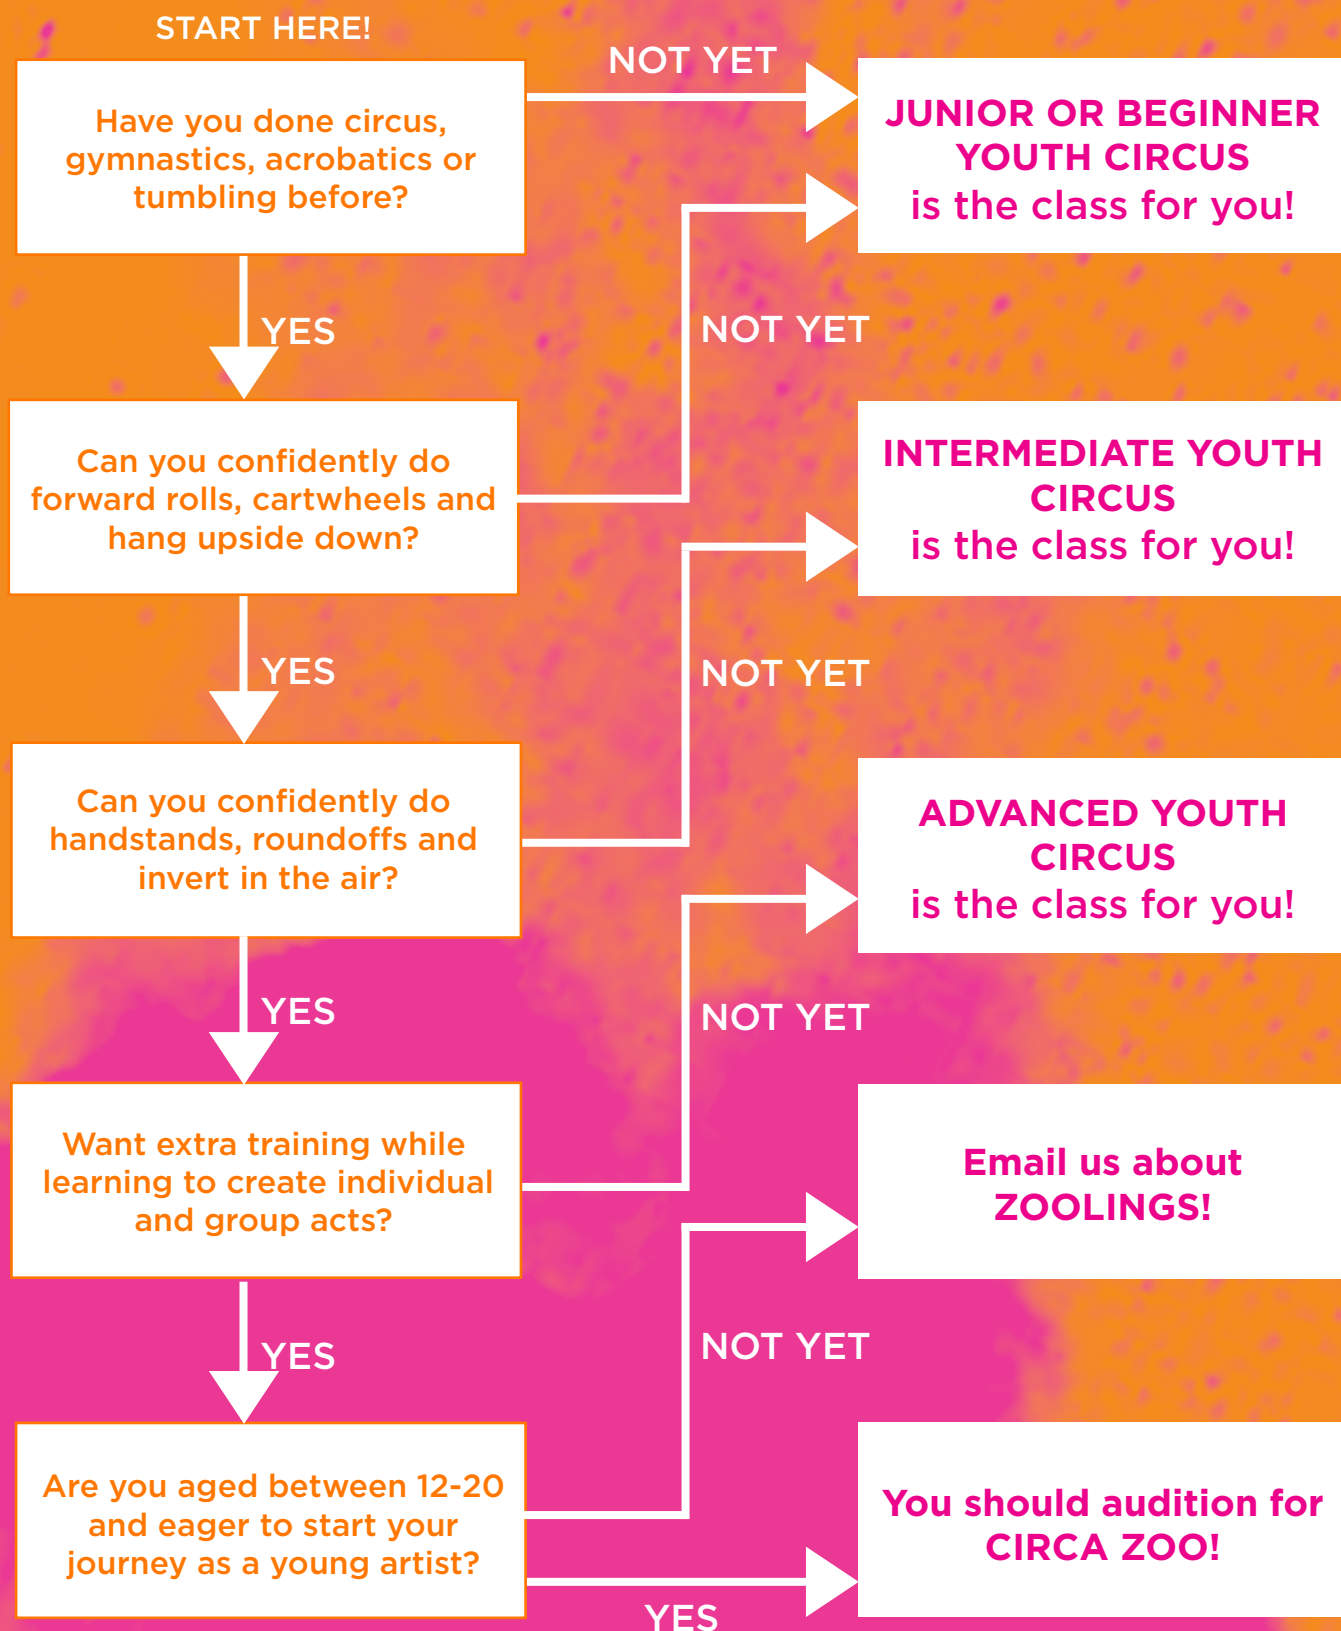 START HERE!
Have you done circus,
gymnastics, acrobatics or
tumbling before?
NOT YET
JUNIOR OR BEGINNER
YOUTH CIRCUS
is the class for you!
YES
NOT YET
Can you confidently do
forward rolls, cartwheels and
hang upside down?
INTERMEDIATE YOUTH
CIRCUS
is the class for you!
YES
NOT YET
Can you confidently do
handstands, roundoffs and
invert in the air?
ADVANCED YOUTH
CIRCUS
is the class for you!
YES
NOT YET
Want extra training while
learning to create individual
and group acts?
Email us about
ZOOLINGS!
YES
NOT YET
Are you aged between 12-20
and eager to start your
journey as a young artist?
You should audition for
CIRCA ZOO!
YES